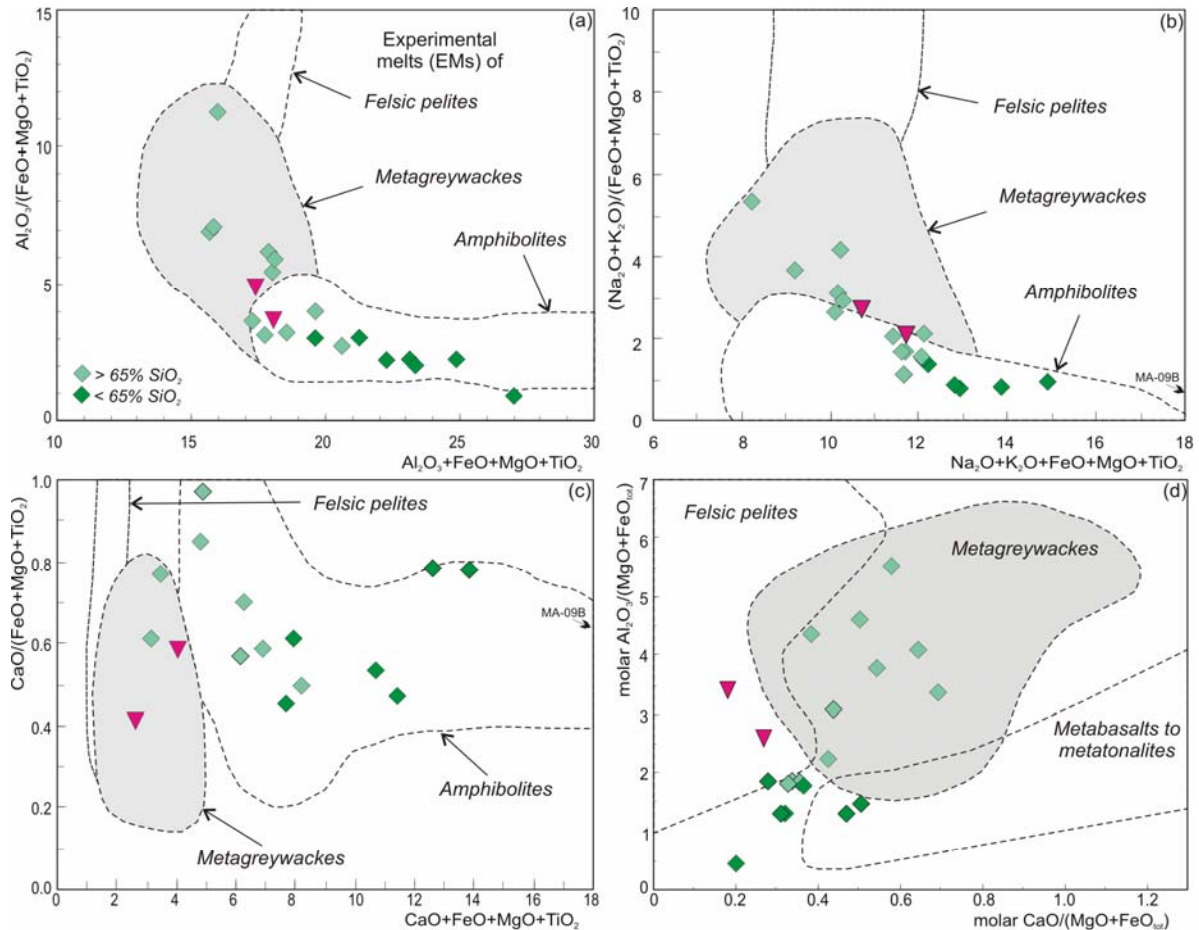 (a)
Al₂O₃/(FeO+MgO+TiO₂)
15
10
5
0
Experimental
melts (EMs) of
Felsic pelites
Metagreywackes
Amphibolites
> 65% SiO₂
< 65% SiO₂
10
15
20
25
30
Al₂O₃+FeO+MgO+TiO₂
(b)
(Na₂O+K₂O)/(FeO+MgO+TiO₂)
10
8
6
4
2
0
Felsic pelites
Metagreywackes
Amphibolites
MA-09B
6
8
10
12
14
16
18
Na₂O+K₂O+FeO+MgO+TiO₂
(c)
CaO/(FeO+MgO+TiO₂)
1.0
0.8
0.6
0.4
0.2
0.0
Felsic pelites
MA-09B
Amphibolites
Metagreywackes
0
2
4
6
8
10
12
14
16
18
CaO+FeO+MgO+TiO₂
(d)
molar Al₂O₃/(MgO+FeOtot)
7
6
5
4
3
2
1
0
Felsic pelites
Metagreywackes
Metabasalts to
metatonalites
0.0
0.2
0.4
0.6
0.8
1.0
1.2
molar CaO/(MgO+FeOtot)